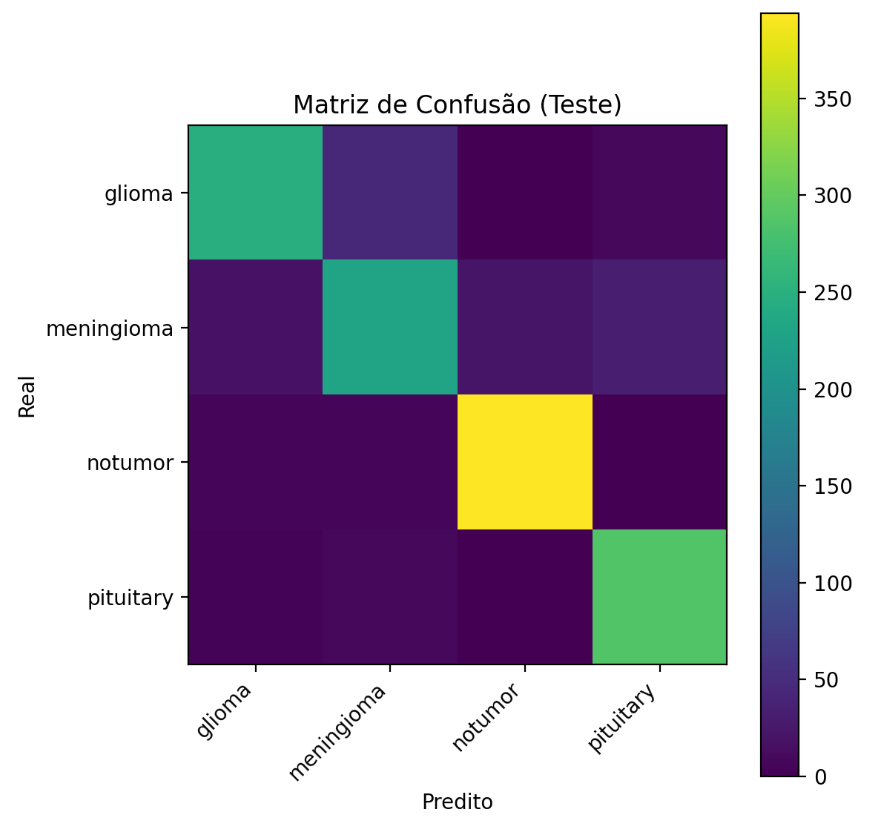 Matriz de Confusão (Teste)
Real
glioma
meningioma
notumor
pituitary
glioma
meningioma
notumor
pituitary
Predito
350
300
250
200
150
100
50
0